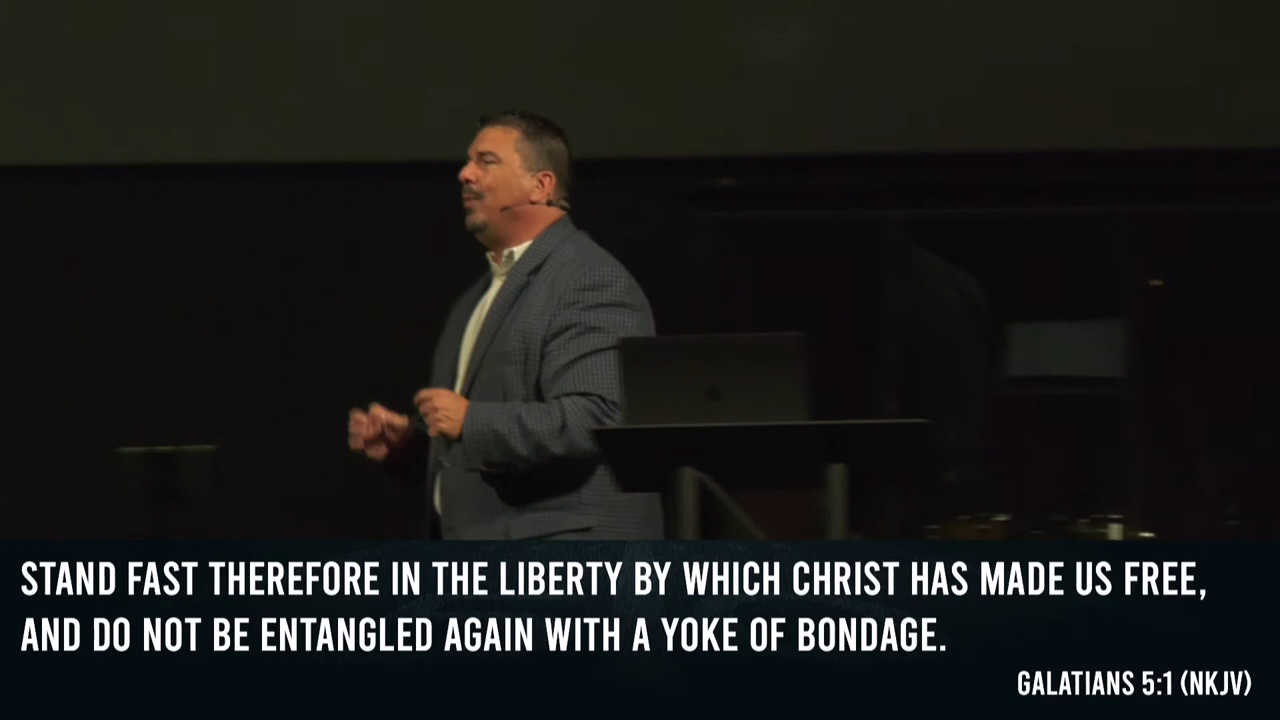 STAND FAST THEREFORE IN THE LIBERTY BY WHICH CHRIST HAS MADE US FREE,
AND DO NOT BE ENTANGLED AGAIN WITH A YOKE OF BONDAGE.
GALATIANS 5:1 (NKJV)